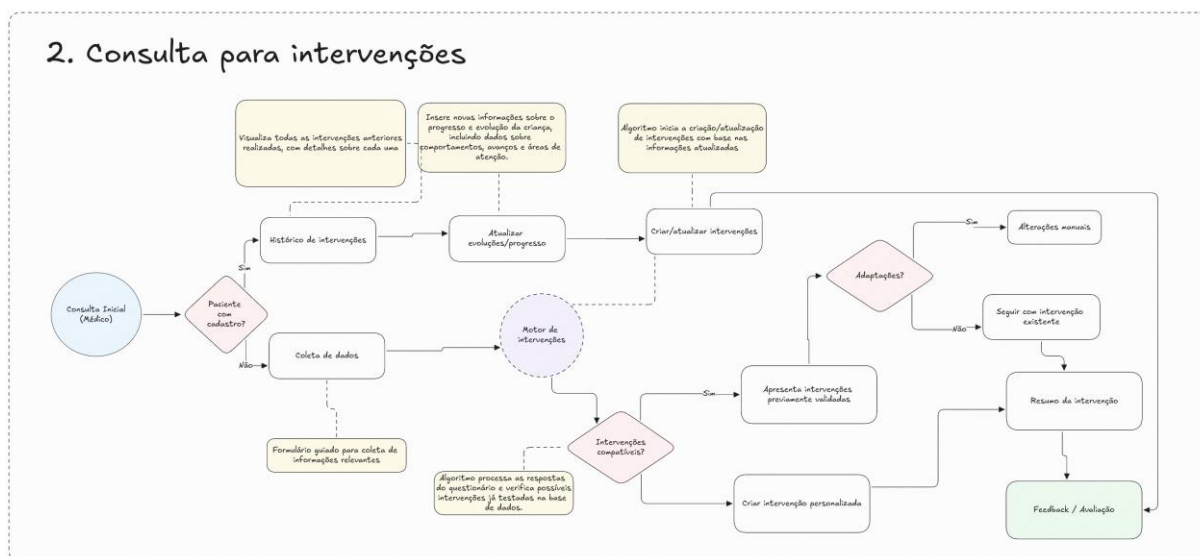 2. Consulta para intervenções
Visualiza todas as intervenções anteriores
realizadas, com detalhes sobre cada uma
Insere novas informações sobre o
progresso e evolução da criança,
incluindo dados sobre
comportamentos, avanços e áreas de
atenção.
Algoritmo inicia a criação/atualização
de intervenções com base nas
informações atualizadas
Histórico de intervenções
Atualizar
evoluções/progresso
Criar/atualizar intervenções
Sim
Alterações manuais
Adaptações?
Sim
Consulta Inicial
(Médico)
Paciente
com
cadastro?
Não
Coleta de dados
Motor de
intervenções
Não
Seguir com intervenção
existente
Sim
Apresenta intervenções
previamente validadas
Resumo da intervenção
Formulário guiado para coleta de
informações relevantes
Intervenções
compatíveis?
Algoritmo processa as respostas
do questionário e verifica possíveis
intervenções já testadas na base
de dados.
Criar intervenção personalizada
Feedback / Avaliação